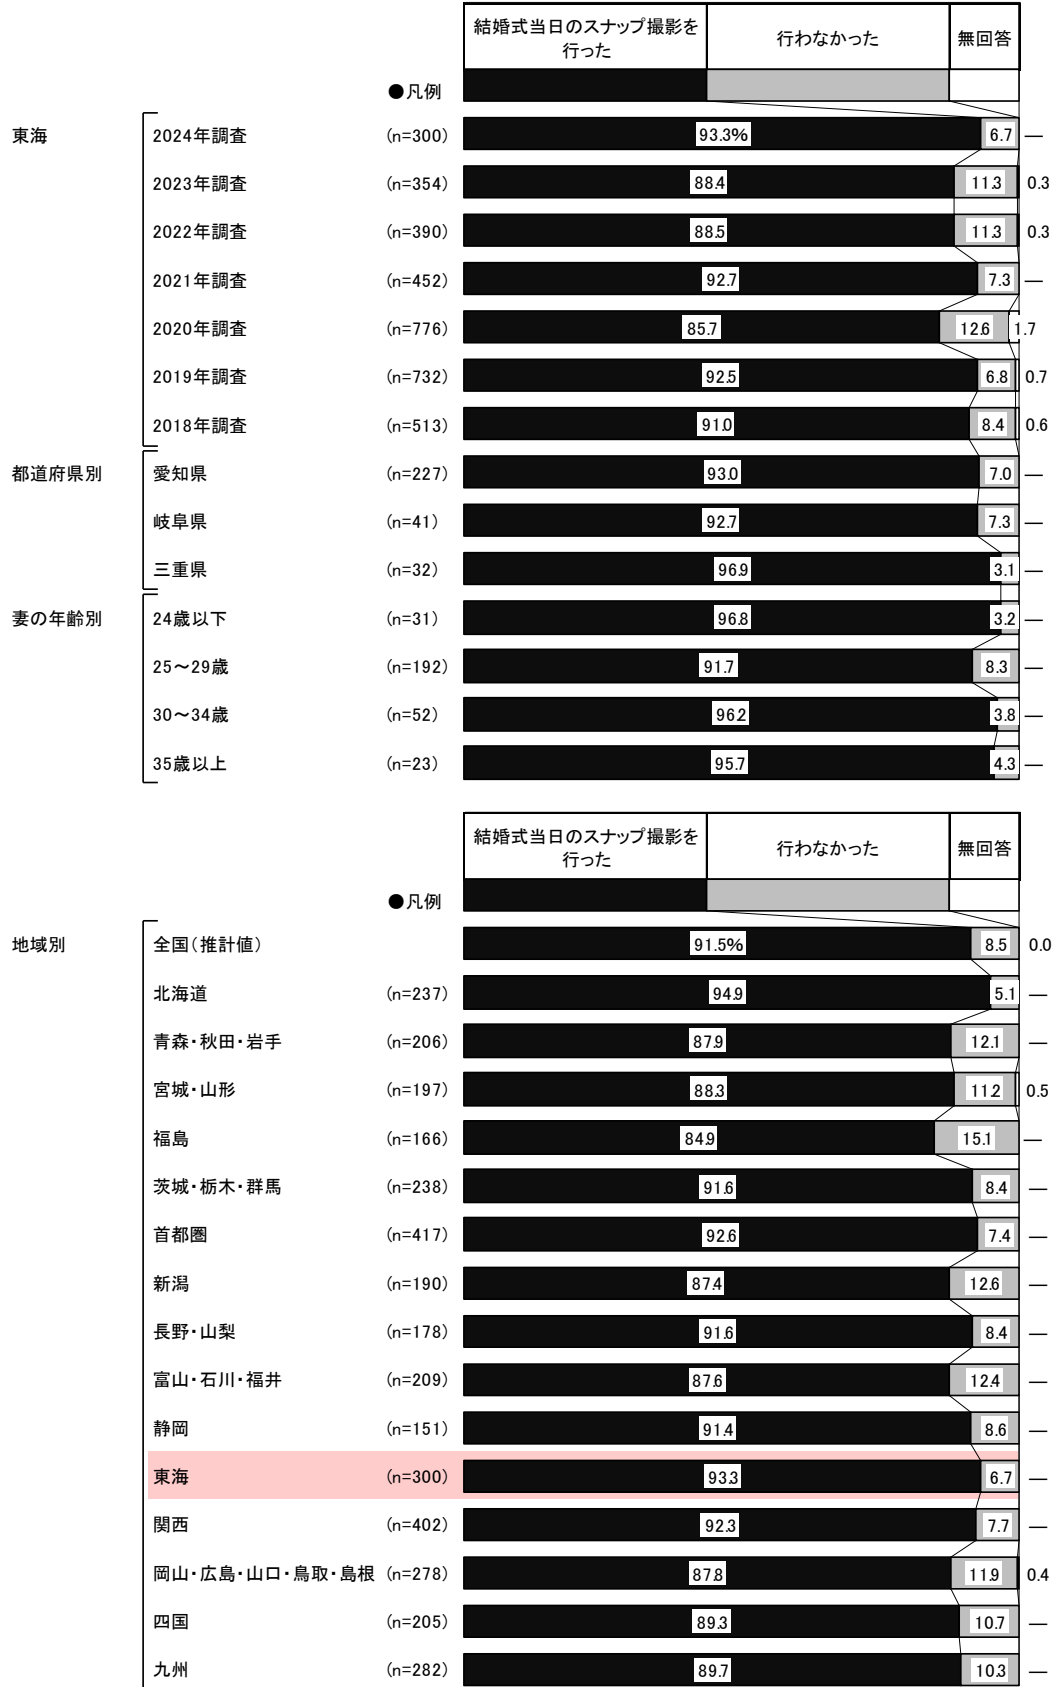 結婚式当日のスナップ撮影を行った 行わなかった 無回答
●凡例
東海 2024年調査 (n=300) 93.3% 6.7 —
2023年調査 (n=354) 88.4 11.3 0.3
2022年調査 (n=390) 88.5 11.3 0.3
2021年調査 (n=452) 92.7 7.3 —
2020年調査 (n=776) 85.7 12.6 1.7
2019年調査 (n=732) 92.5 6.8 0.7
2018年調査 (n=513) 91.0 8.4 0.6
都道府県別 愛知県 (n=227) 93.0 7.0 —
岐阜県 (n=41) 92.7 7.3 —
三重県 (n=32) 96.9 3.1 —
妻の年齢別 24歳以下 (n=31) 96.8 3.2 —
25～29歳 (n=192) 91.7 8.3 —
30～34歳 (n=52) 96.2 3.8 —
35歳以上 (n=23) 95.7 4.3 —
結婚式当日のスナップ撮影を行った 行わなかった 無回答
●凡例
地域別 全国(推計値) 91.5% 8.5 0.0
北海道 (n=237) 94.9 5.1 —
青森・秋田・岩手 (n=206) 87.9 12.1 —
宮城・山形 (n=197) 88.3 11.2 0.5
福島 (n=166) 84.9 15.1 —
茨城・栃木・群馬 (n=238) 91.6 8.4 —
首都圏 (n=417) 92.6 7.4 —
新潟 (n=190) 87.4 12.6 —
長野・山梨 (n=178) 91.6 8.4 —
富山・石川・福井 (n=209) 87.6 12.4 —
静岡 (n=151) 91.4 8.6 —
東海 (n=300) 93.3 6.7 —
関西 (n=402) 92.3 7.7 —
岡山・広島・山口・鳥取・島根 (n=278) 87.8 11.9 0.4
四国 (n=205) 89.3 10.7 —
九州 (n=282) 89.7 10.3 —